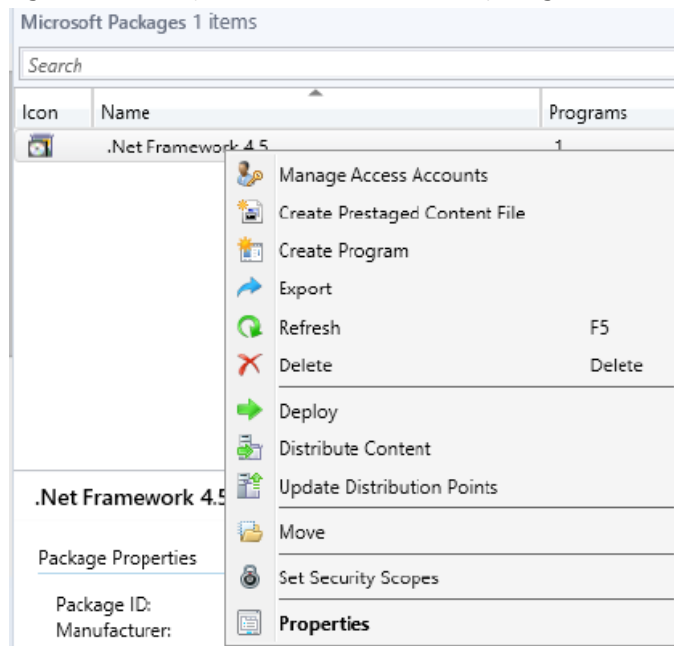 Microsoft Packages 1 items
Search
Icon Name Programs
.Net Framework 4.5 1
Manage Access Accounts
Create Prestaged Content File
Create Program
Export
Refresh F5
Delete Delete
Deploy
Distribute Content
Update Distribution Points
.Net Framework 4.5
Move
Package Properties
Set Security Scopes
Package ID:
Properties
Manufacturer: